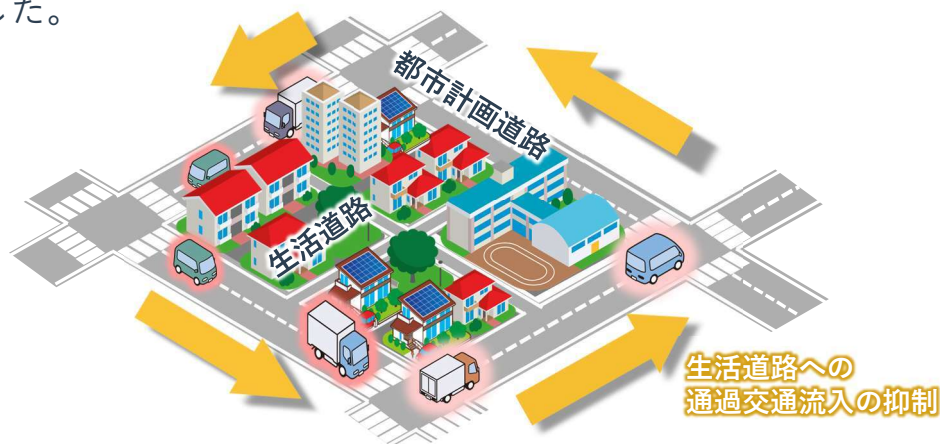 した。
都市計画道路
生活道路
生活道路への
通過交通流入の抑制